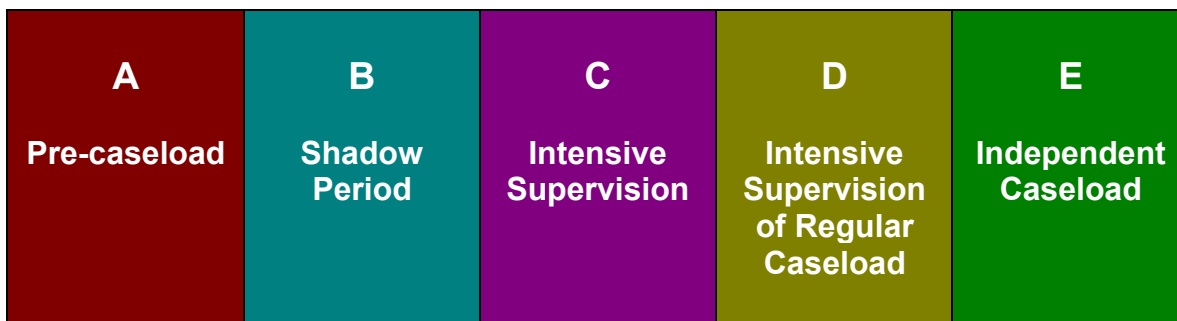 A
Pre-caseload
B
Shadow
Period
C
Intensive
Supervision
D
Intensive
Supervision
of Regular
Caseload
E
Independent
Caseload